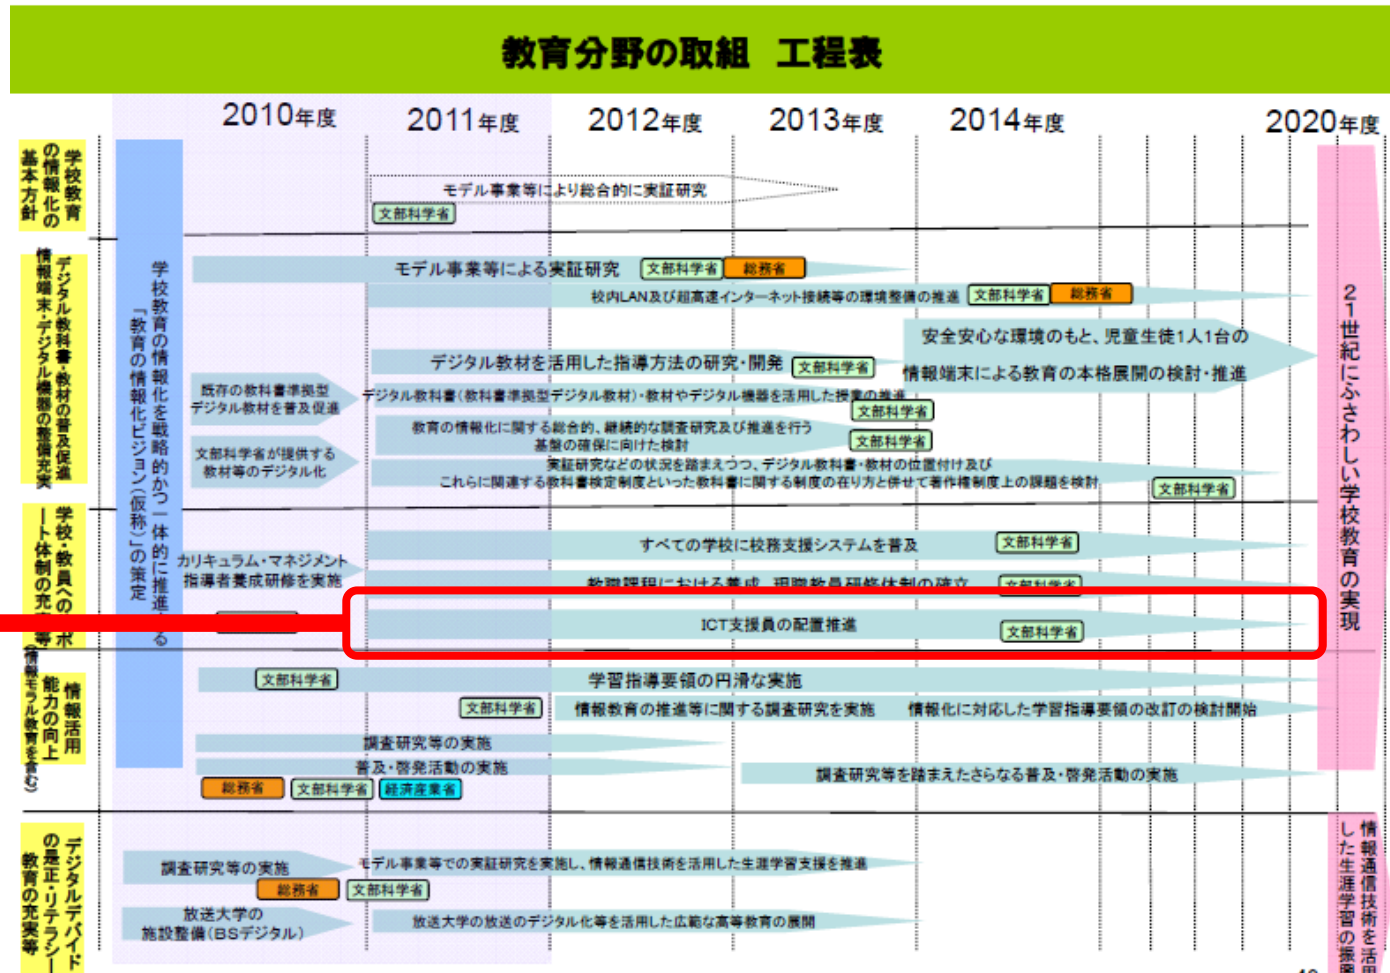 教育分野の取組　工程表
2010年度
2011年度
2012年度
2013年度
2014年度
2020年度
学校教育
の情報化の
基本方針
モデル事業等により総合的に実証研究
文部科学省
学校教育の情報化を戦略的かつ一体的に推進する
「教育の情報化ビジョン(仮称)」の策定
21世紀にふさわしい学校教育の実現
デジタル教科書・教材の普及促進
情報端末・デジタル機器の整備充実
モデル事業等による実証研究
文部科学省
総務省
校内LAN及び超高速インターネット接続等の環境整備の推進
文部科学省
総務省
安全安心な環境のもと、児童生徒1人1台の
情報端末による教育の本格展開の検討・推進
デジタル教材を活用した指導方法の研究・開発
文部科学省
既存の教科書準拠型
デジタル教材を普及促進
デジタル教科書(教科書準拠型デジタル教材)・教材やデジタル機器を活用した授業の推進
文部科学省
教育の情報化に関する総合的、継続的な調査研究及び推進を行う
基盤の確保に向けた検討
文部科学省
文部科学省が提供する
教材等のデジタル化
実証研究などの状況を踏まえつつ、デジタル教科書・教材の位置付け及び
これらに関連する教科書検定制度といった教科書に関する制度の在り方と併せて著作権制度上の課題を検討
文部科学省
学校・教員へのサポ
ート体制の充実等
すべての学校に校務支援システムを普及
文部科学省
カリキュラム・マネジメント
指導者養成研修を実施
教職課程における養成、現職教員研修体制の確立
文部科学省
ICT支援員の配置推進
文部科学省
情報活用
能力の向上
(情報モラル教育を含む)
文部科学省
学習指導要領の円滑な実施
文部科学省
情報教育の推進等に関する調査研究を実施
情報化に対応した学習指導要領の改訂の検討開始
調査研究等の実施
普及・啓発活動の実施
調査研究等を踏まえたさらなる普及・啓発活動の実施
総務省
文部科学省
経済産業省
デジタルデバイド
の是正・リテラシー
教育の充実等
調査研究等の実施
モデル事業等での実証研究を実施し、情報通信技術を活用した生涯学習支援を推進
総務省
文部科学省
放送大学の
施設整備(BSデジタル)
放送大学の放送のデジタル化等を活用した広範な高等教育の展開
情報通信技術を活用
した生涯学習の振興